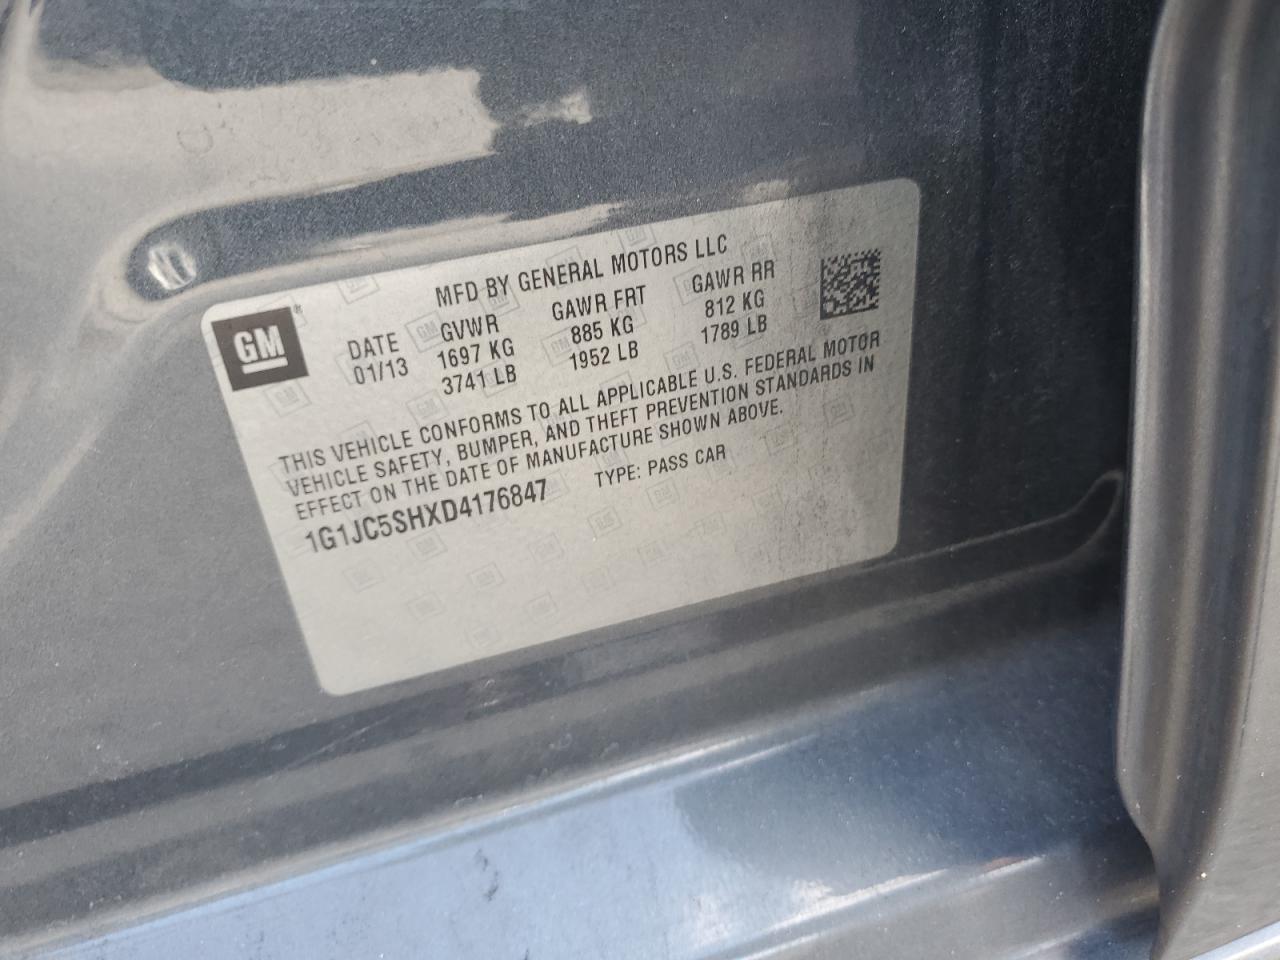 MFD BY GENERAL MOTORS LLC
GM
DATE GVWR GAWR FRT GAWR RR
01/13 1697 KG 885 KG 812 KG
3741 LB 1952 LB 1789 LB
THIS VEHICLE CONFORMS TO ALL APPLICABLE U.S. FEDERAL MOTOR
VEHICLE SAFETY, BUMPER, AND THEFT PREVENTION STANDARDS IN
EFFECT ON THE DATE OF MANUFACTURE SHOWN ABOVE.
1G1JC5SHXD4176847 TYPE: PASS CAR